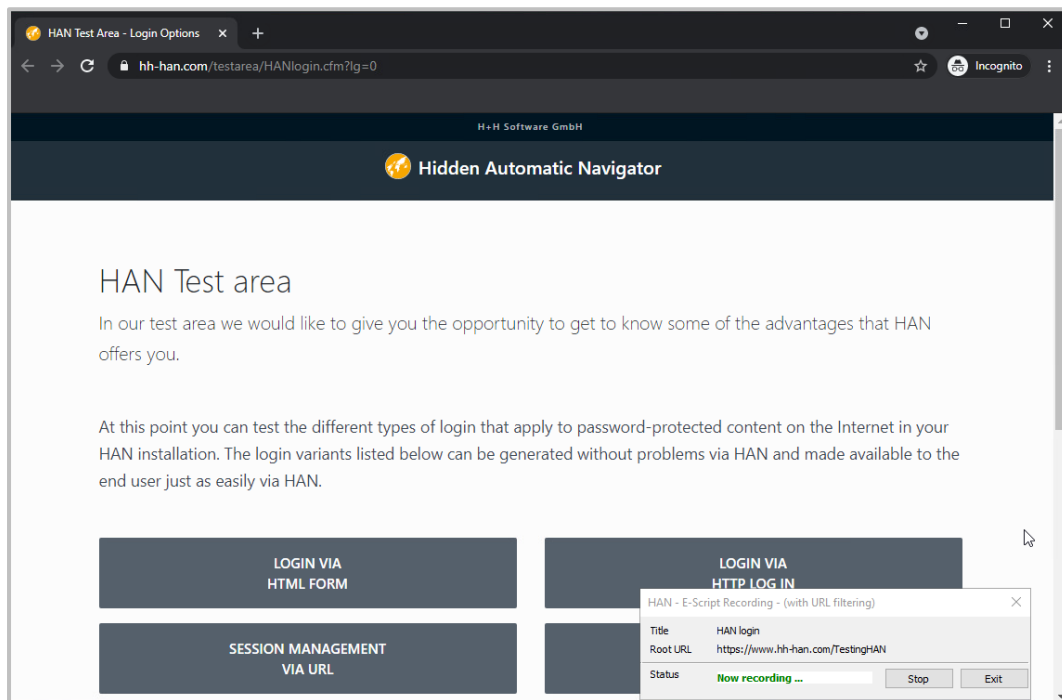 HAN Test Area - Login Options
hh-han.com/testarea/HANlogin.cfm?lg=0
Incognito
H+H Software GmbH
Hidden Automatic Navigator
HAN Test area
In our test area we would like to give you the opportunity to get to know some of the advantages that HAN
offers you.
At this point you can test the different types of login that apply to password-protected content on the Internet in your
HAN installation. The login variants listed below can be generated without problems via HAN and made available to the
end user just as easily via HAN.
LOGIN VIA
HTML FORM
LOGIN VIA
HTTP LOG IN
SESSION MANAGEMENT
VIA URL
HAN - E-Script Recording - (with URL filtering)
Title HAN login
Root URL https://www.hh-han.com/TestingHAN
Status Now recording ... Stop Exit